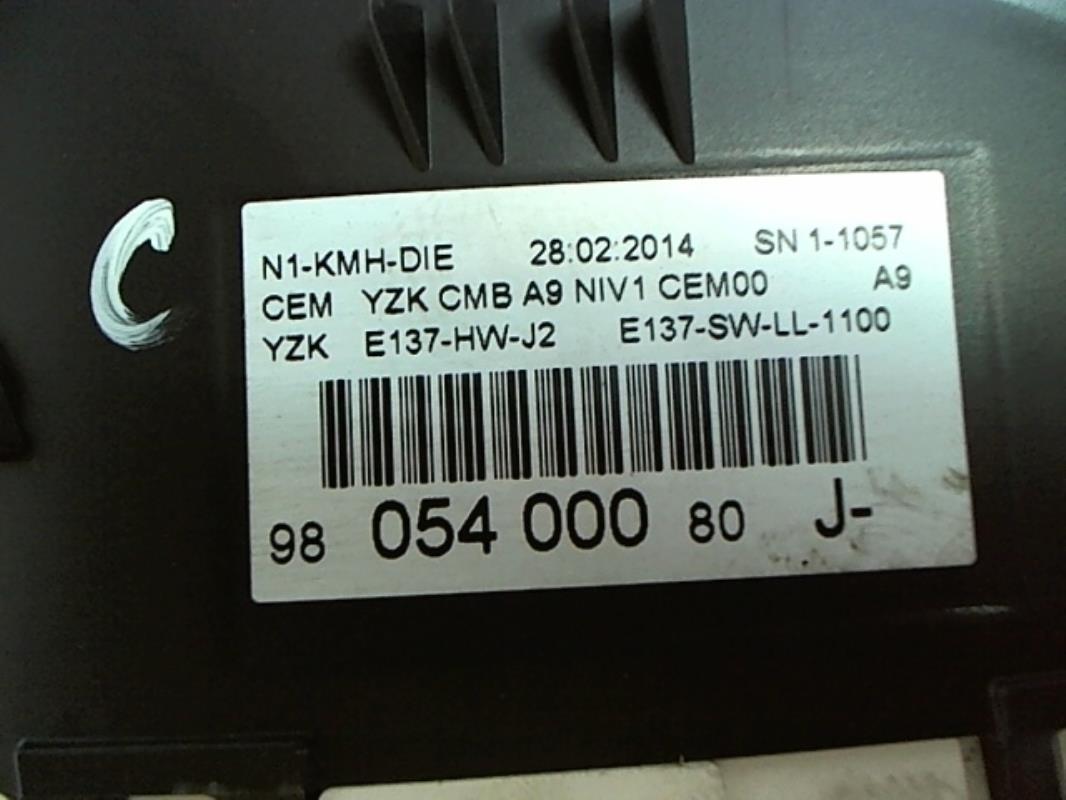 C
N1-KMH-DIE 28:02:2014 SN 1-1057
CEM YZK CMB A9 NIV1 CEM00 A9
YZK E137-HW-J2 E137-SW-LL-1100
98 054 000 80 J-